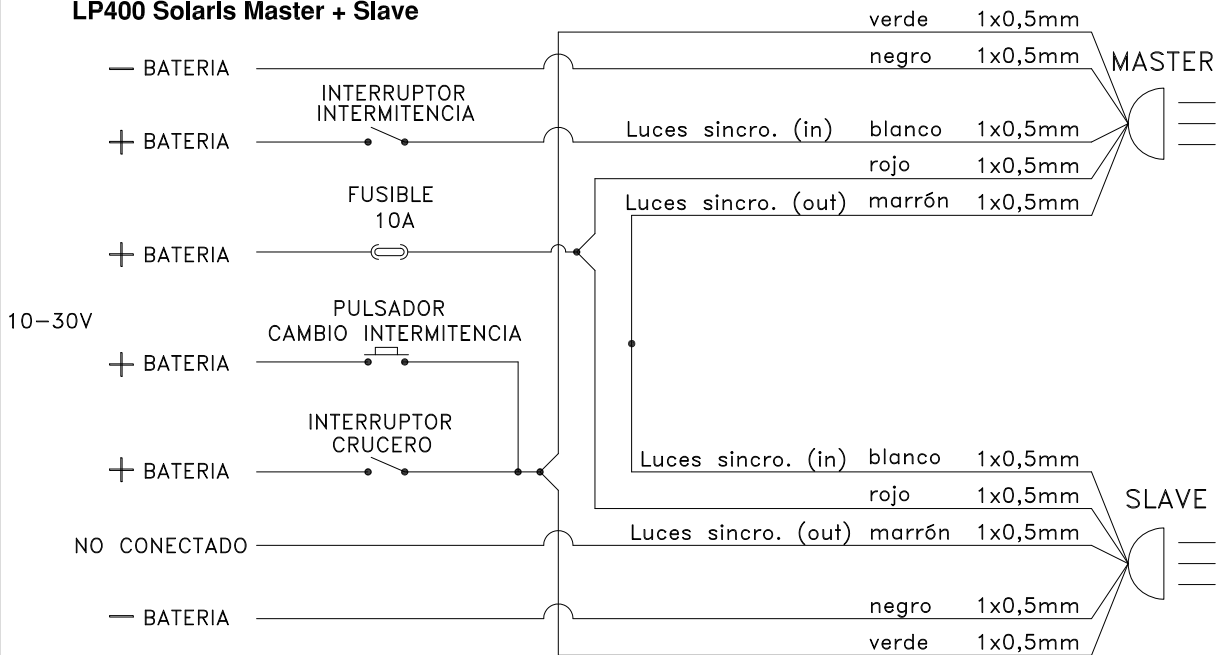 LP400 Solaris Master + Slave
verde 1x0,5mm
negro 1x0,5mm
MASTER
— BATERIA
INTERRUPTOR
INTERMITENCIA
+ BATERIA
Luces sincro. (in) blanco 1x0,5mm
rojo 1x0,5mm
FUSIBLE
10A
Luces sincro. (out) marrón 1x0,5mm
+ BATERIA
10-30V
PULSADOR
CAMBIO INTERMITENCIA
+ BATERIA
INTERRUPTOR
CRUCERO
+ BATERIA
Luces sincro. (in) blanco 1x0,5mm
rojo 1x0,5mm
SLAVE
NO CONECTADO
Luces sincro. (out) marrón 1x0,5mm
— BATERIA
negro 1x0,5mm
verde 1x0,5mm